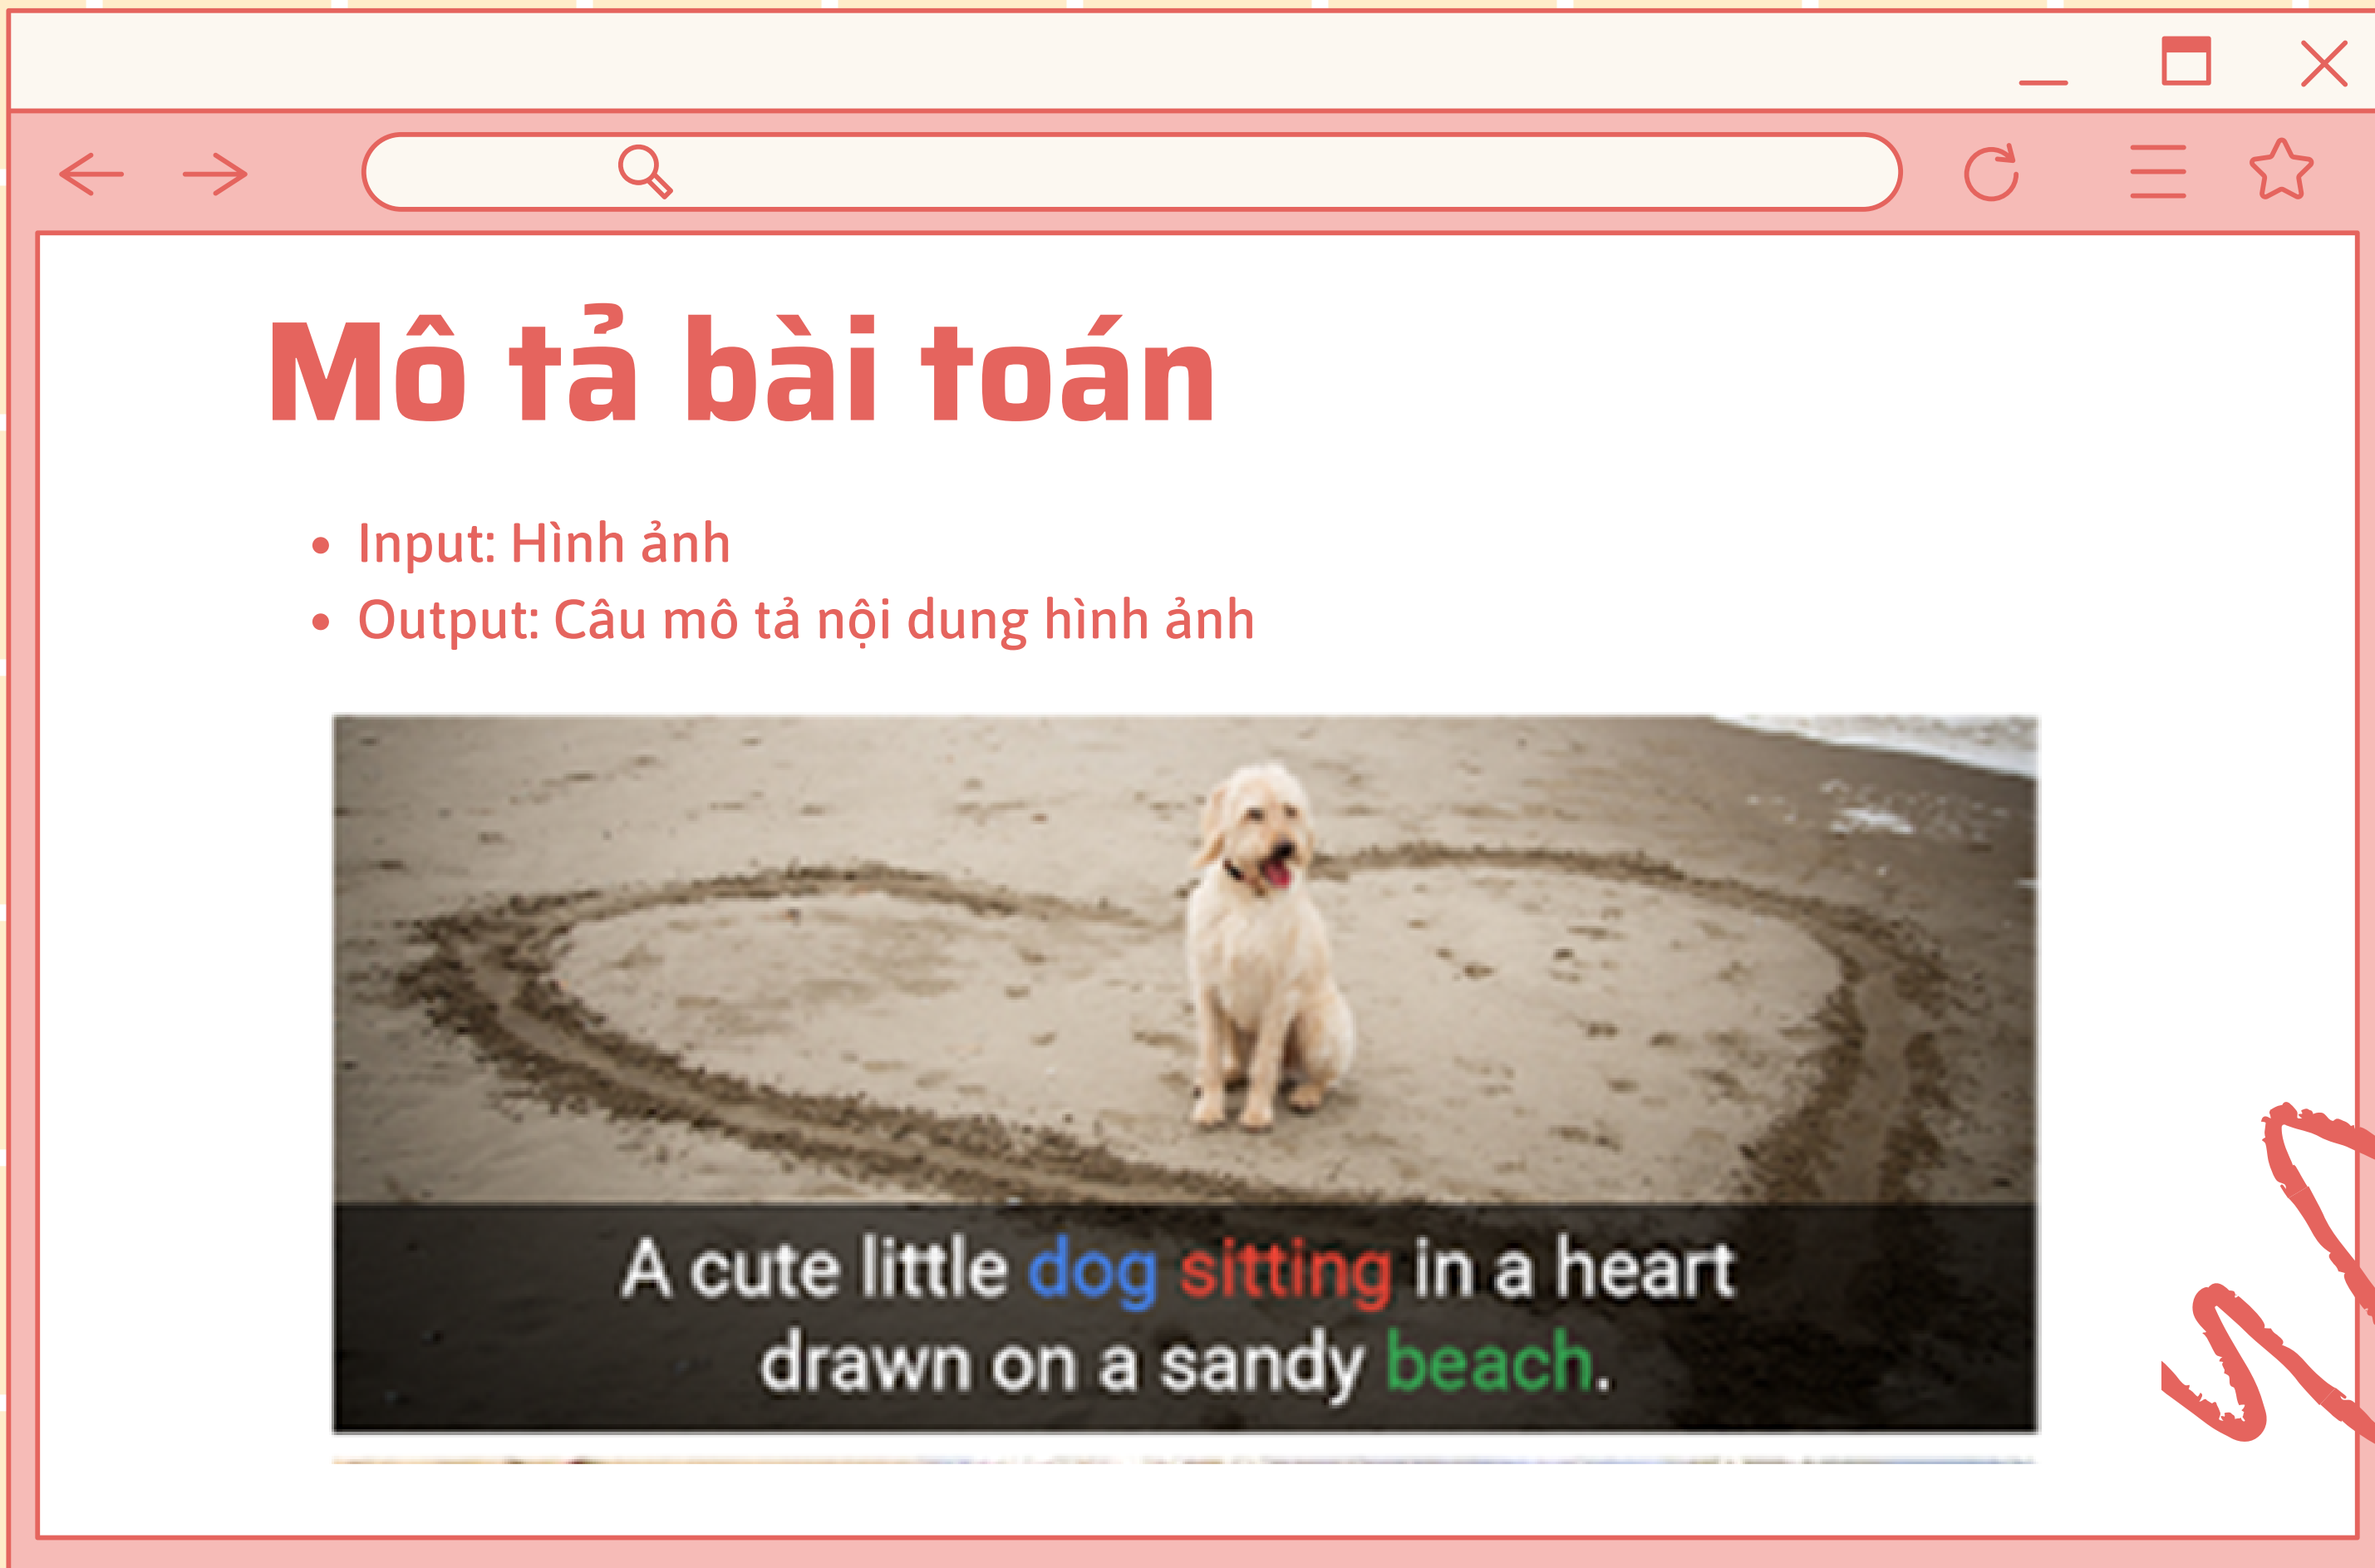 Mô tả bài toán
• Input: Hình ảnh
• Output: Câu mô tả nội dung hình ảnh
A cute little dog sitting in a heart
drawn on a sandy beach.